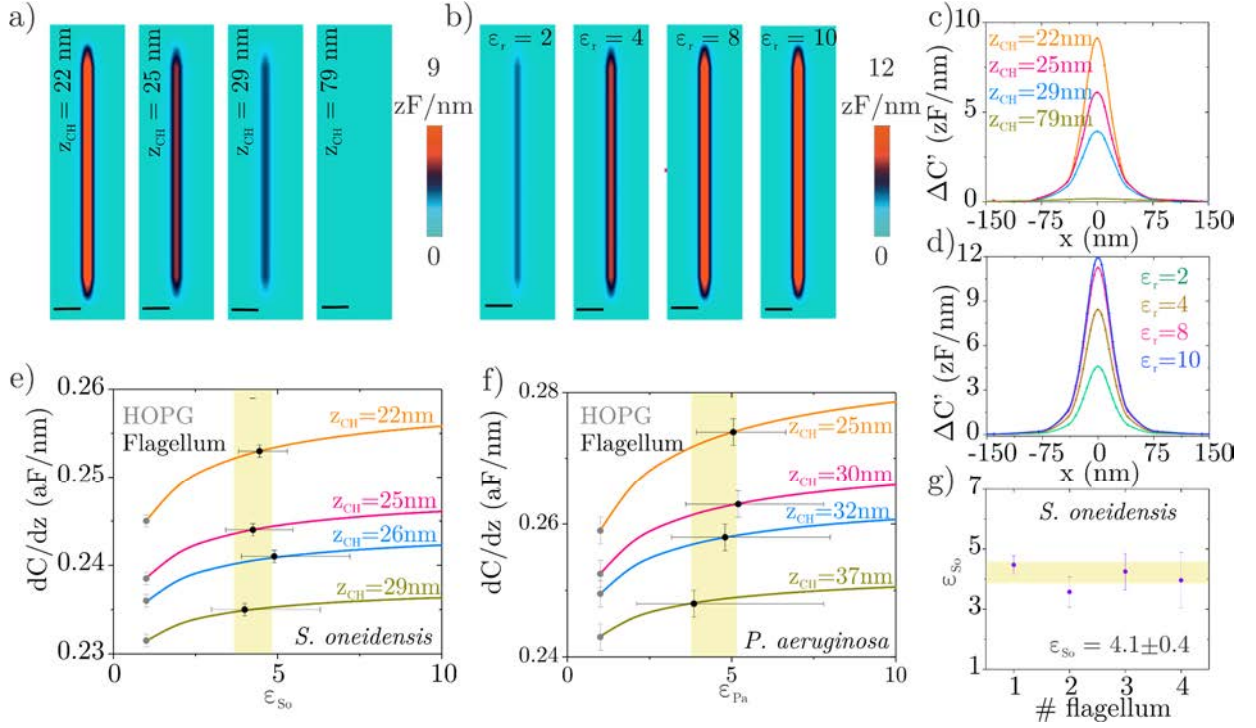 a)
z_CH = 22 nm
z_CH = 25 nm
z_CH = 29 nm
z_CH = 79 nm
9
zF/nm
0
b)
ε_r = 2
ε_r = 4
ε_r = 8
ε_r = 10
12
zF/nm
0
c)
10
5
0
ΔC' (zF/nm)
z_CH=22nm
z_CH=25nm
z_CH=29nm
z_CH=79nm
-150 -75 0 75 150
x (nm)
d)
12
9
6
3
0
ΔC' (zF/nm)
ε_r=2
ε_r=4
ε_r=8
ε_r=10
-150 -75 0 75 150
x (nm)
e)
0.26
0.25
0.24
0.23
dC/dz (aF/nm)
HOPG
Flagellum
z_CH=22nm
z_CH=25nm
z_CH=26nm
z_CH=29nm
S. oneidensis
0 5 10
ε_So
f)
0.28
0.26
0.24
dC/dz (aF/nm)
HOPG
Flagellum
z_CH=25nm
z_CH=30nm
z_CH=32nm
z_CH=37nm
P. aeruginosa
0 5 10
ε_Pa
g)
7
5
3
1
ε_So
S. oneidensis
ε_So = 4.1±0.4
1 2 3 4
# flagellum